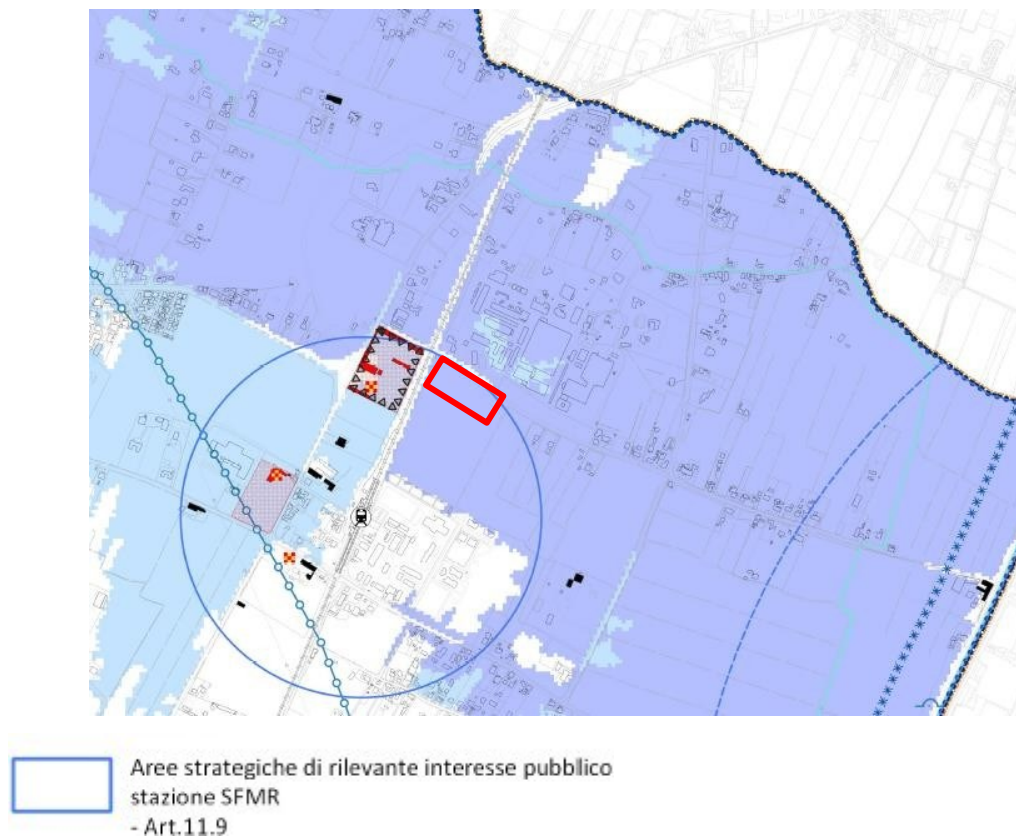 Aree strategiche di rilevante interesse pubblico
stazione SFMR
- Art.11.9